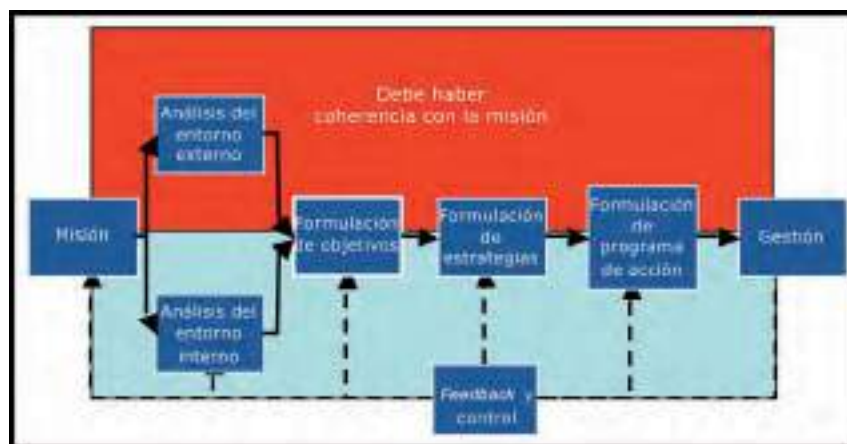 Debe haber
coherencia con la misión
Análisis del
entorno
externo
Misión
Formulación
de objetivos
Formulación
de
estrategias
Formulación
de
programa
de acción
Gestión
Análisis del
entorno
interno
Feedback y
control